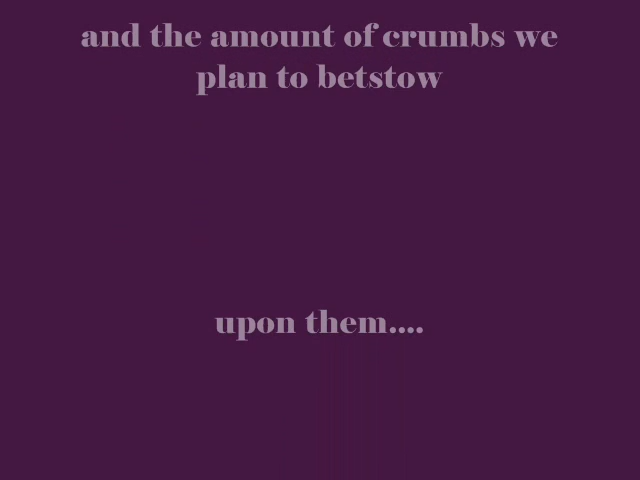 and the amount of crumbs we
plan to betstow
upon them....